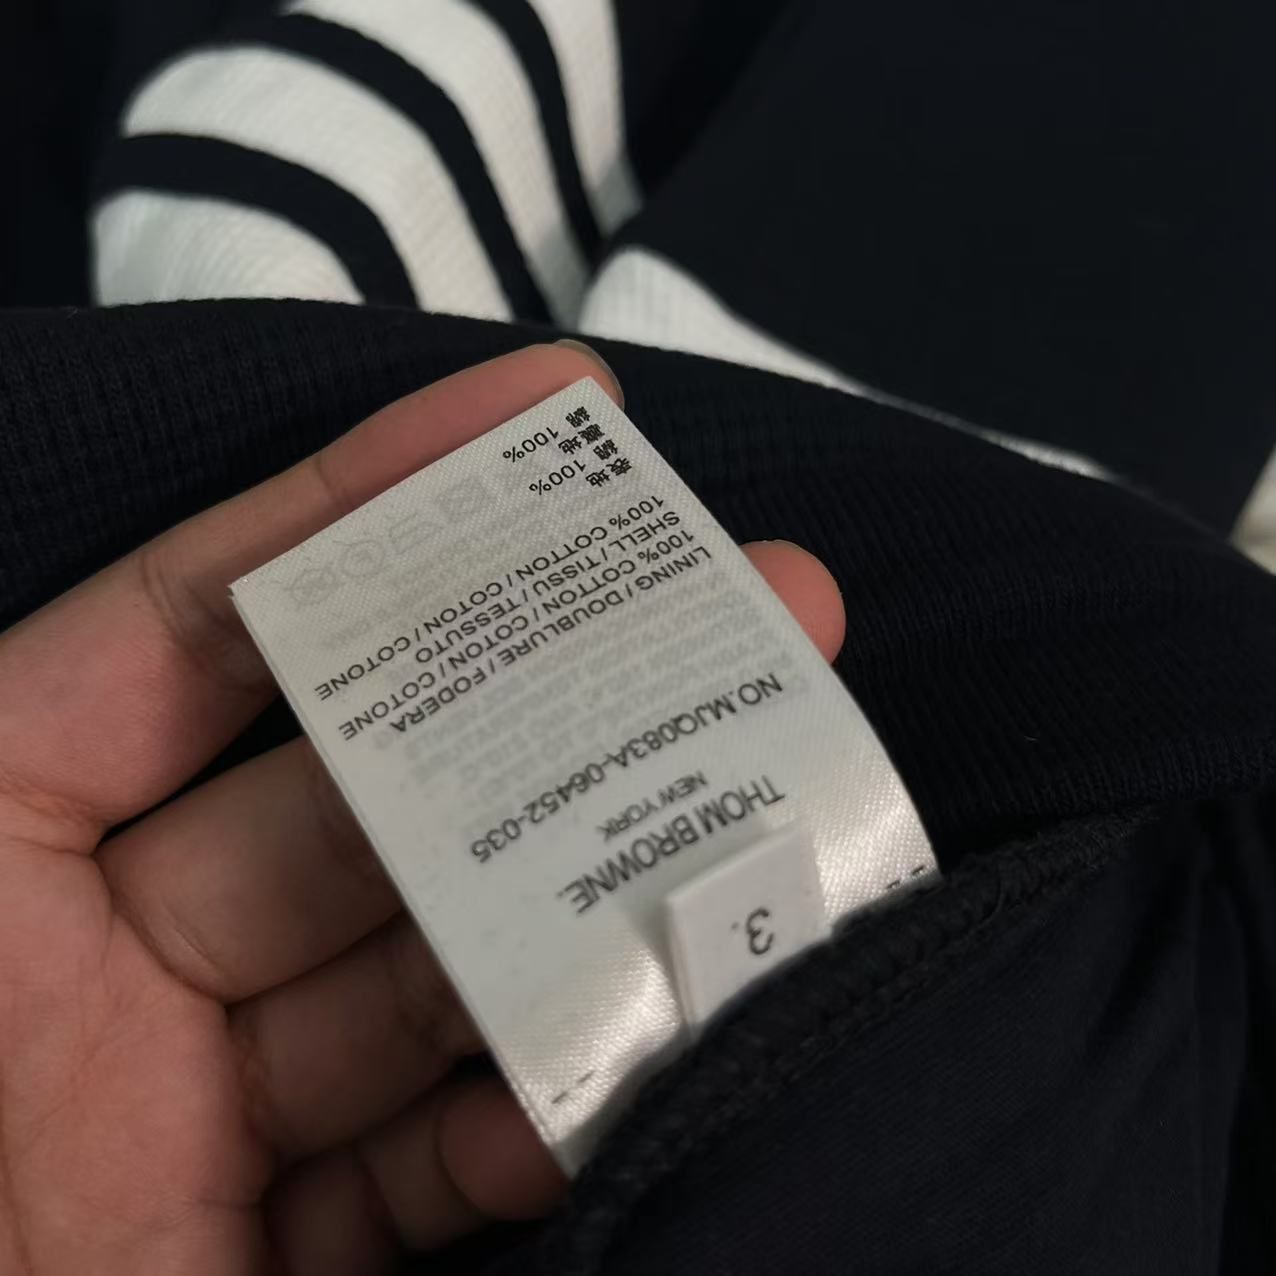 3.
THOM BROWNE.
NEW YORK
NO.MJQ083A-06452-035
LINING / DOUBLURE / FODERA
100% COTTON / COTON / COTONE
SHELL / TISSU / TESSUTO
100% COTTON / COTON / COTONE
表地
綿 100%
裏地
綿 100%